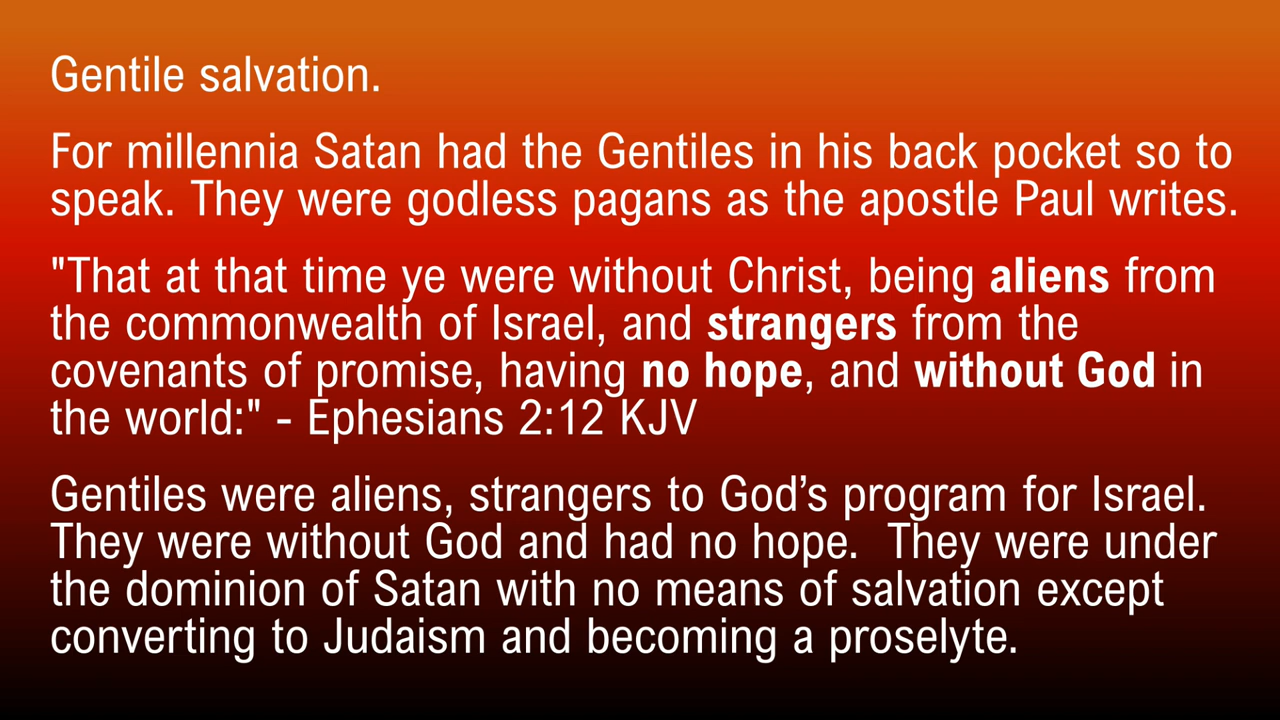 Gentile salvation.
For millennia Satan had the Gentiles in his back pocket so to
speak. They were godless pagans as the apostle Paul writes.
"That at that time ye were without Christ, being aliens from
the commonwealth of Israel, and strangers from the
covenants of promise, having no hope, and without God in
the world:" - Ephesians 2:12 KJV
Gentiles were aliens, strangers to God’s program for Israel.
They were without God and had no hope.  They were under
the dominion of Satan with no means of salvation except
converting to Judaism and becoming a proselyte.